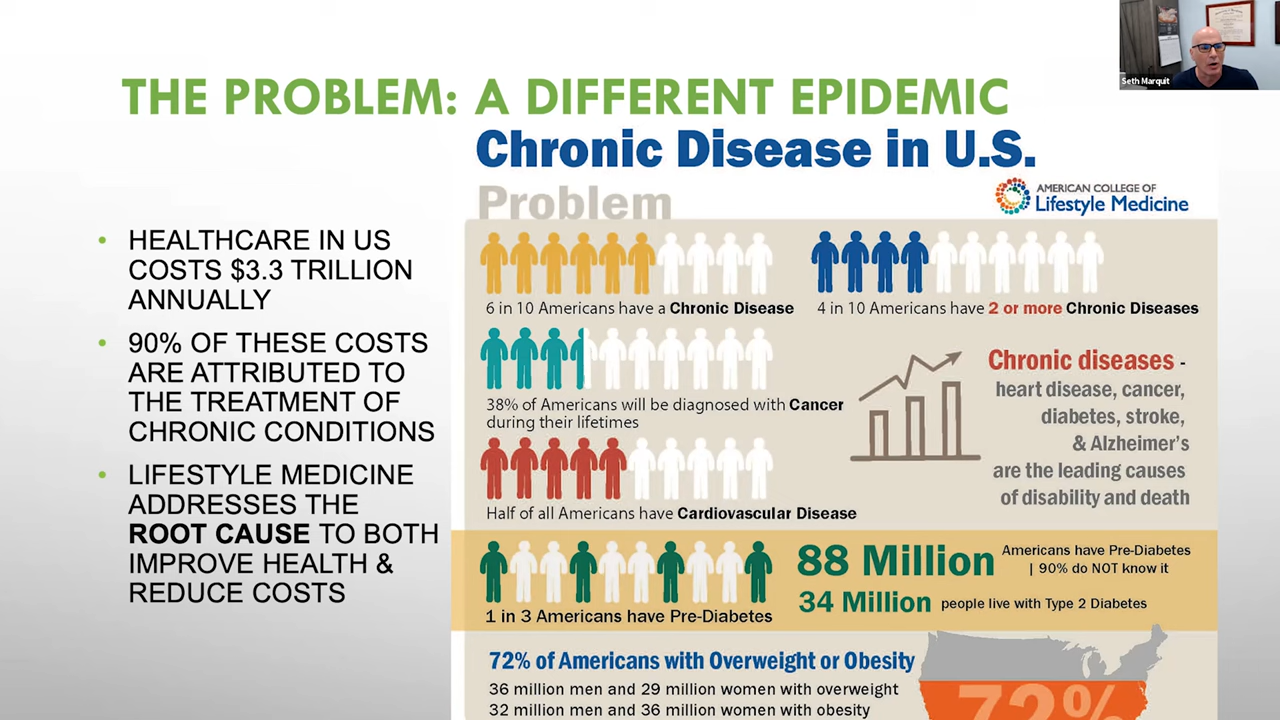 Seth Marquit
THE PROBLEM: A DIFFERENT EPIDEMIC
Chronic Disease in U.S.
Problem
AMERICAN COLLEGE OF
Lifestyle Medicine
• HEALTHCARE IN US
COSTS $3.3 TRILLION
ANNUALLY
• 90% OF THESE COSTS
ARE ATTRIBUTED TO
THE TREATMENT OF
CHRONIC CONDITIONS
• LIFESTYLE MEDICINE
ADDRESSES THE
ROOT CAUSE TO BOTH
IMPROVE HEALTH &
REDUCE COSTS
6 in 10 Americans have a Chronic Disease
4 in 10 Americans have 2 or more Chronic Diseases
38% of Americans will be diagnosed with Cancer
during their lifetimes
Chronic diseases -
heart disease, cancer,
diabetes, stroke,
& Alzheimer's
are the leading causes
of disability and death
Half of all Americans have Cardiovascular Disease
1 in 3 Americans have Pre-Diabetes
88 Million Americans have Pre-Diabetes
| 90% do NOT know it
34 Million people live with Type 2 Diabetes
72% of Americans with Overweight or Obesity
36 million men and 29 million women with overweight
32 million men and 36 million women with obesity
72%